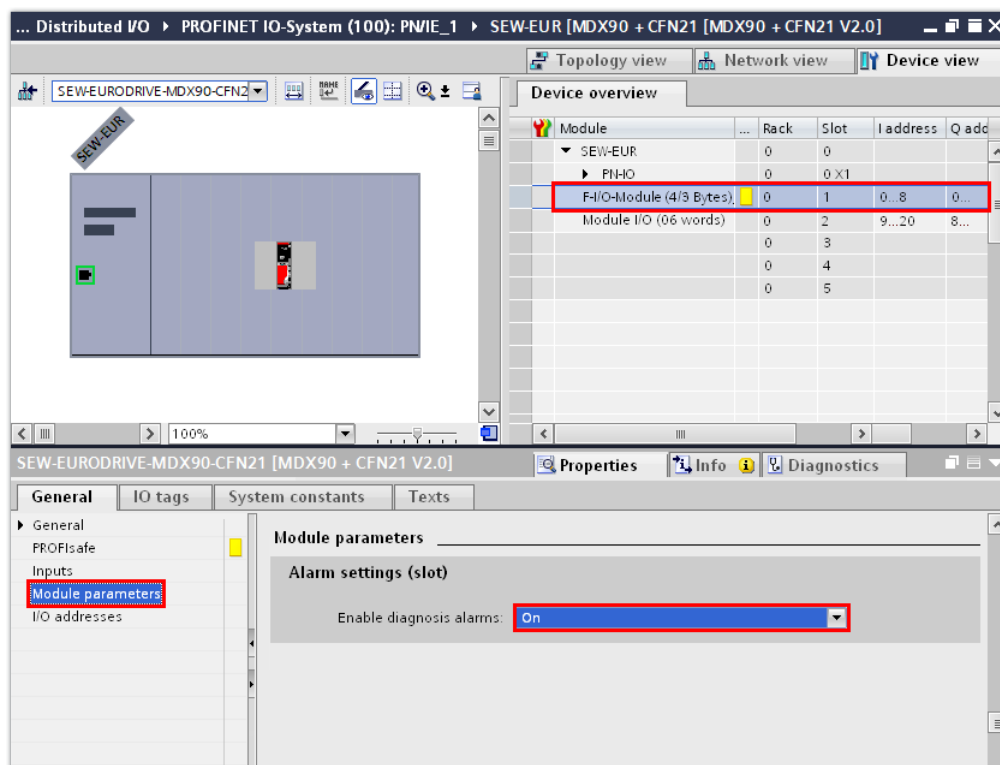 ... Distributed I/O ▸ PROFINET IO-System (100): PN/IE_1 ▸ SEW-EUR [MDX90 + CFN21 [MDX90 + CFN21 V2.0]
Topology view Network view Device view
SEW-EURODRIVE-MDX90-CFN2
Device overview
SEW-EUR
Module ... Rack Slot I address Q add
SEW-EUR 0 0
PN-IO 0 0 X1
F-I/O-Module (4/9 Bytes) 0 1 0...8 0...
Module I/O (06 words) 0 2 9...20 8...
0 3
0 4
0 5
100%
SEW-EURODRIVE-MDX90-CFN21 [MDX90 + CFN21 V2.0]
Properties Info Diagnostics
General IO tags System constants Texts
General
PROFIsafe
Inputs
Module parameters
I/O addresses
Module parameters
Alarm settings (slot)
Enable diagnosis alarms: On